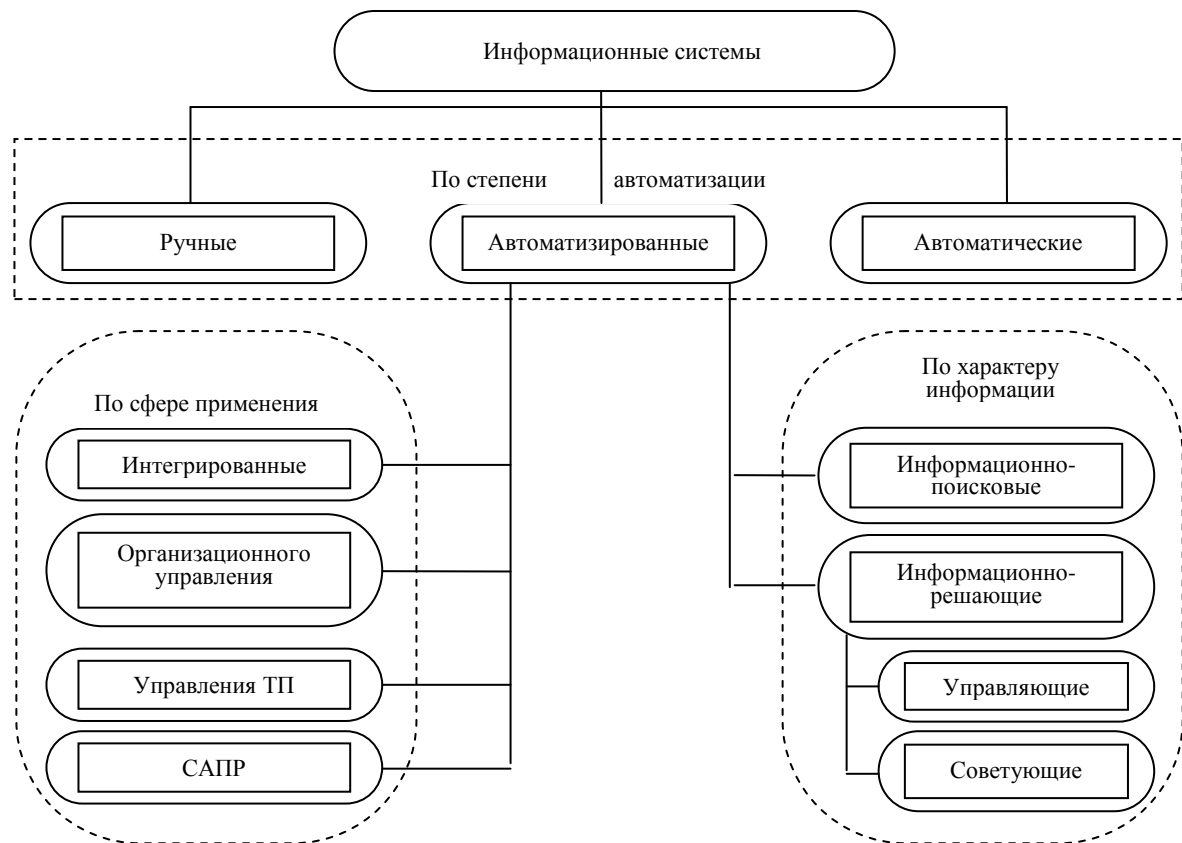 Информационные системы
По степени автоматизации
Ручные
Автоматизированные
Автоматические
По сфере применения
Интегрированные
Организационного
управления
Управления ТП
САПР
По характеру
информации
Информационно-
поисковые
Информационно-
решающие
Управляющие
Советующие